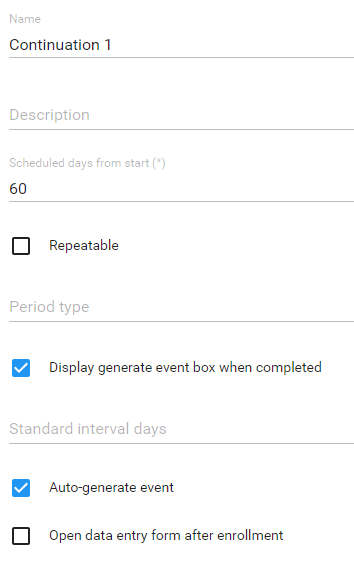 Name
Continuation 1
Description
Scheduled days from start (*)
60
Repeatable
Period type
Display generate event box when completed
Standard interval days
Auto-generate event
Open data entry form after enrollment